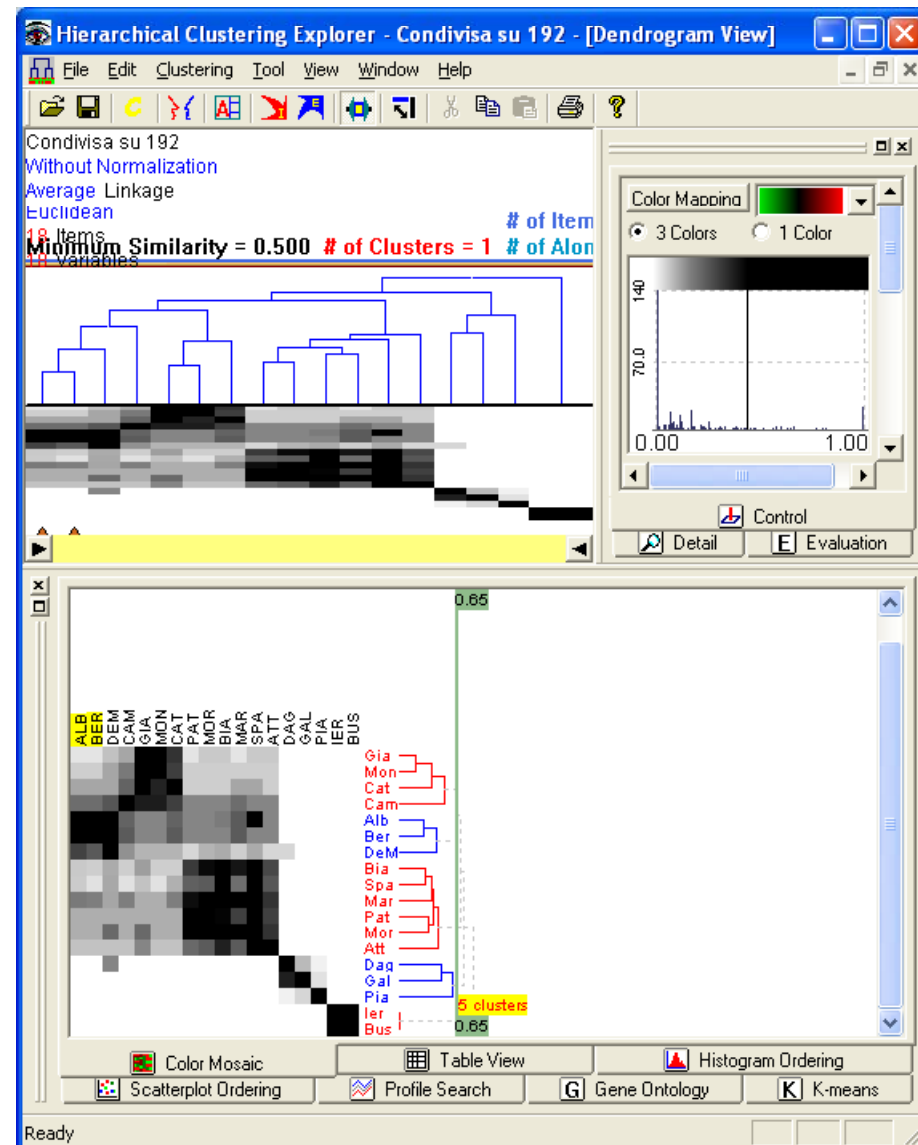 Hierarchical Clustering Explorer - Condivisa su 192 - [Dendrogram View]
File Edit Clustering Tool View Window Help
Condivisa su 192
Without Normalization
Average Linkage
Euclidean
18 Items
# of Item
Minimum Similarity = 0.500 # of Clusters = 1 # of Alon
18 Variables
Color Mapping
3 Colors 1 Color
140
70.0
0.00 1.00
Control
Detail E Evaluation
0.65
ALB BER DEM CAM GIA MON CAT PAT MOR BIA MAR SPA ATT DAG GAL PIA IER BUS
Gia
Mon
Cat
Cam
Alb
Ber
DeM
Bia
Spa
Mar
Pat
Mor
Att
Dag
Gal
Pia
5 clusters
Ier
Bus
0.65
Color Mosaic Table View Histogram Ordering
Scatterplot Ordering Profile Search G Gene Ontology K K-means
Ready